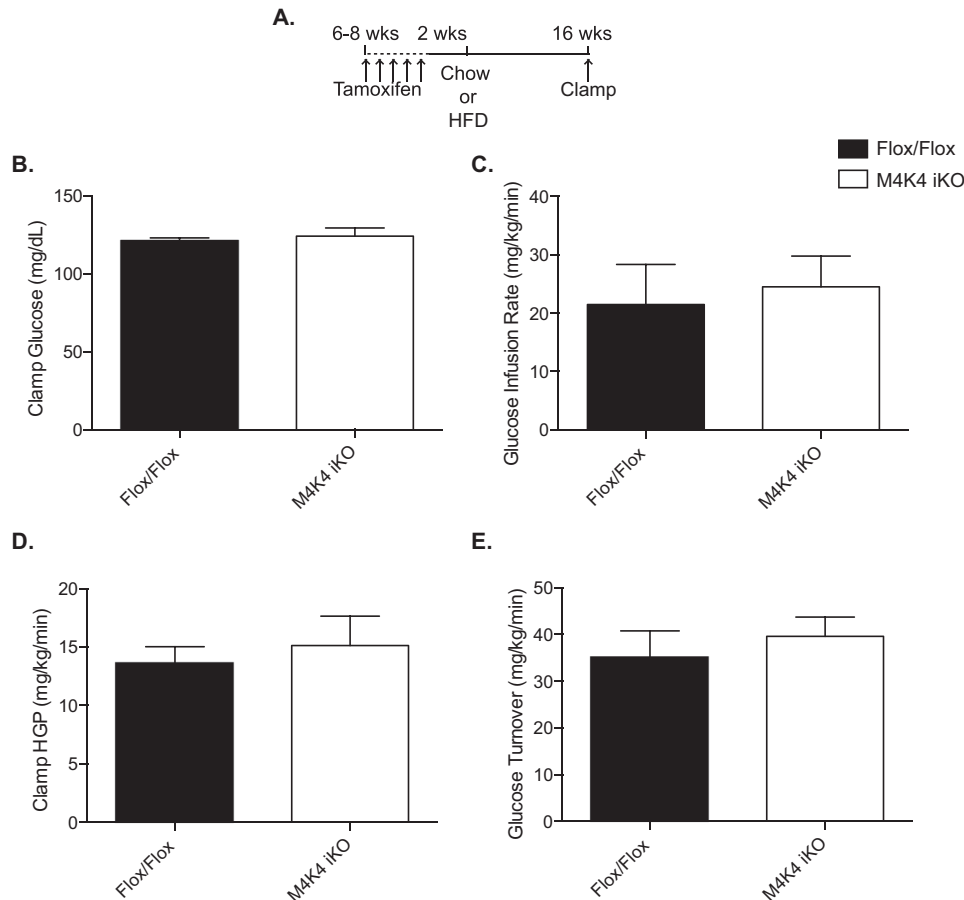 A.
6-8 wks 2 wks 16 wks
Tamoxifen Chow Clamp
or
HFD
Flox/Flox
M4K4 iKO
B.
Clamp Glucose (mg/dL)
150
100
50
0
Flox/Flox M4K4 iKO
C.
Glucose Infusion Rate (mg/kg/min)
40
30
20
10
0
Flox/Flox M4K4 iKO
D.
Clamp HGP (mg/kg/min)
20
15
10
5
0
Flox/Flox M4K4 iKO
E.
Glucose Turnover (mg/kg/min)
50
40
30
20
10
0
Flox/Flox M4K4 iKO